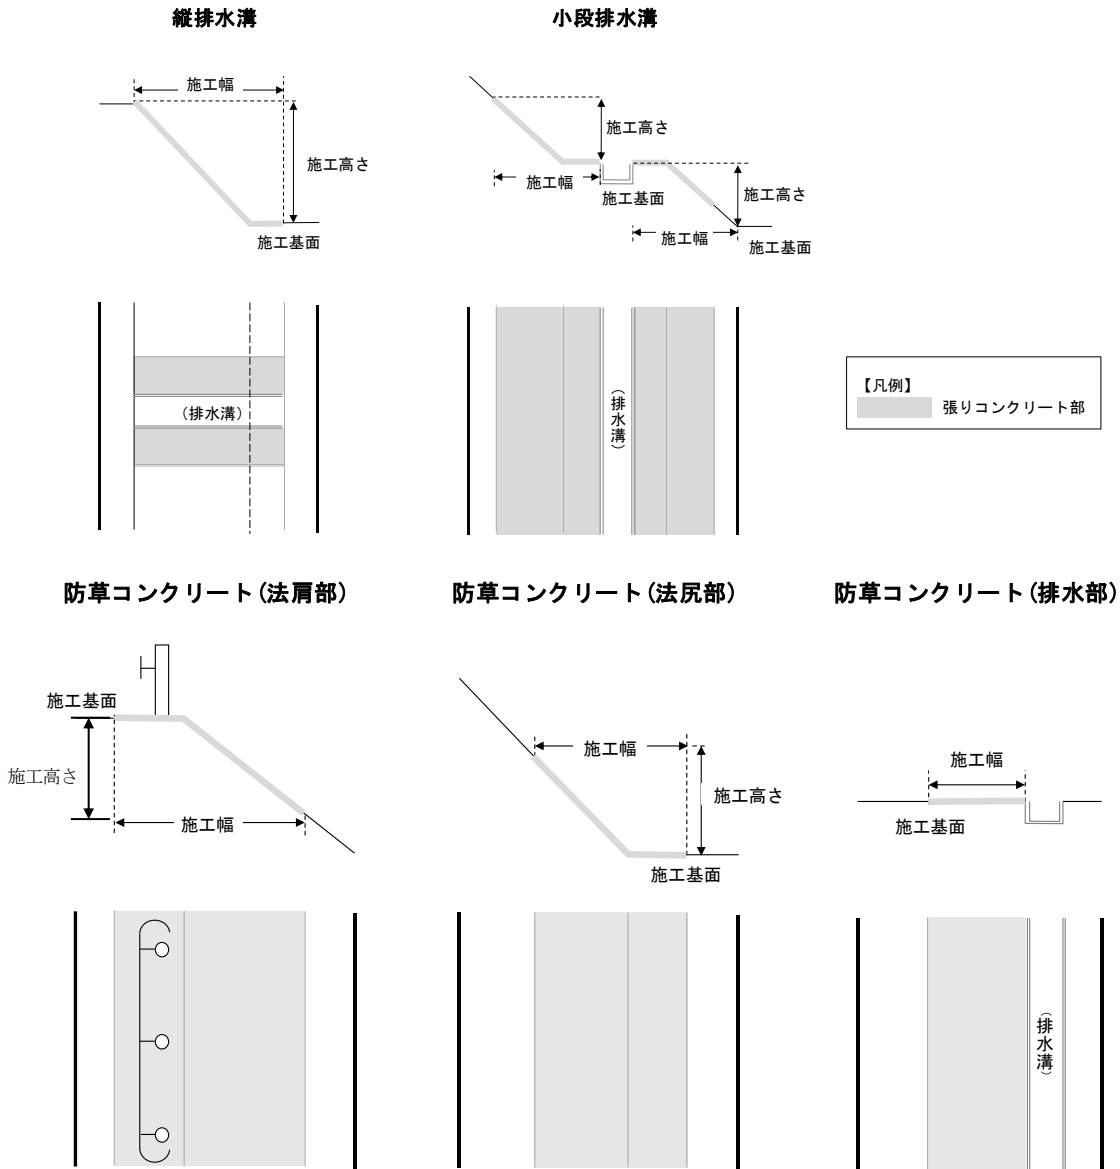 縦排水溝
施工幅
施工高さ
施工基面
(排水溝)
小段排水溝
施工高さ
施工幅
施工基面
施工高さ
施工幅
施工基面
(排水溝)
【凡例】
張りコンクリート部
防草コンクリート(法肩部)
施工基面
施工高さ
施工幅
防草コンクリート(法尻部)
施工幅
施工高さ
施工基面
防草コンクリート(排水部)
施工幅
施工基面
(排水溝)